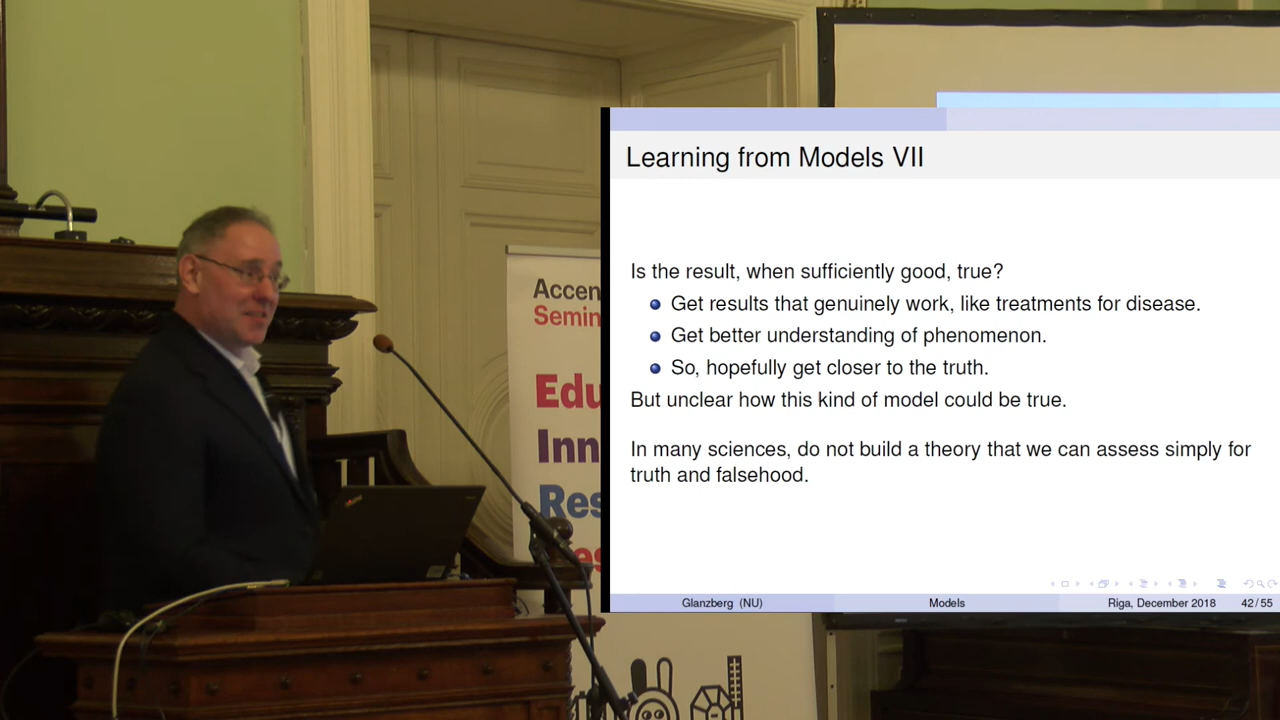 Learning from Models VII
Is the result, when sufficiently good, true?
Get results that genuinely work, like treatments for disease.
Get better understanding of phenomenon.
So, hopefully get closer to the truth.
But unclear how this kind of model could be true.
In many sciences, do not build a theory that we can assess simply for
truth and falsehood.
Glanzberg (NU) Models Riga, December 2018 42/55
Accen
Semin
Edu
Inn
Res
es